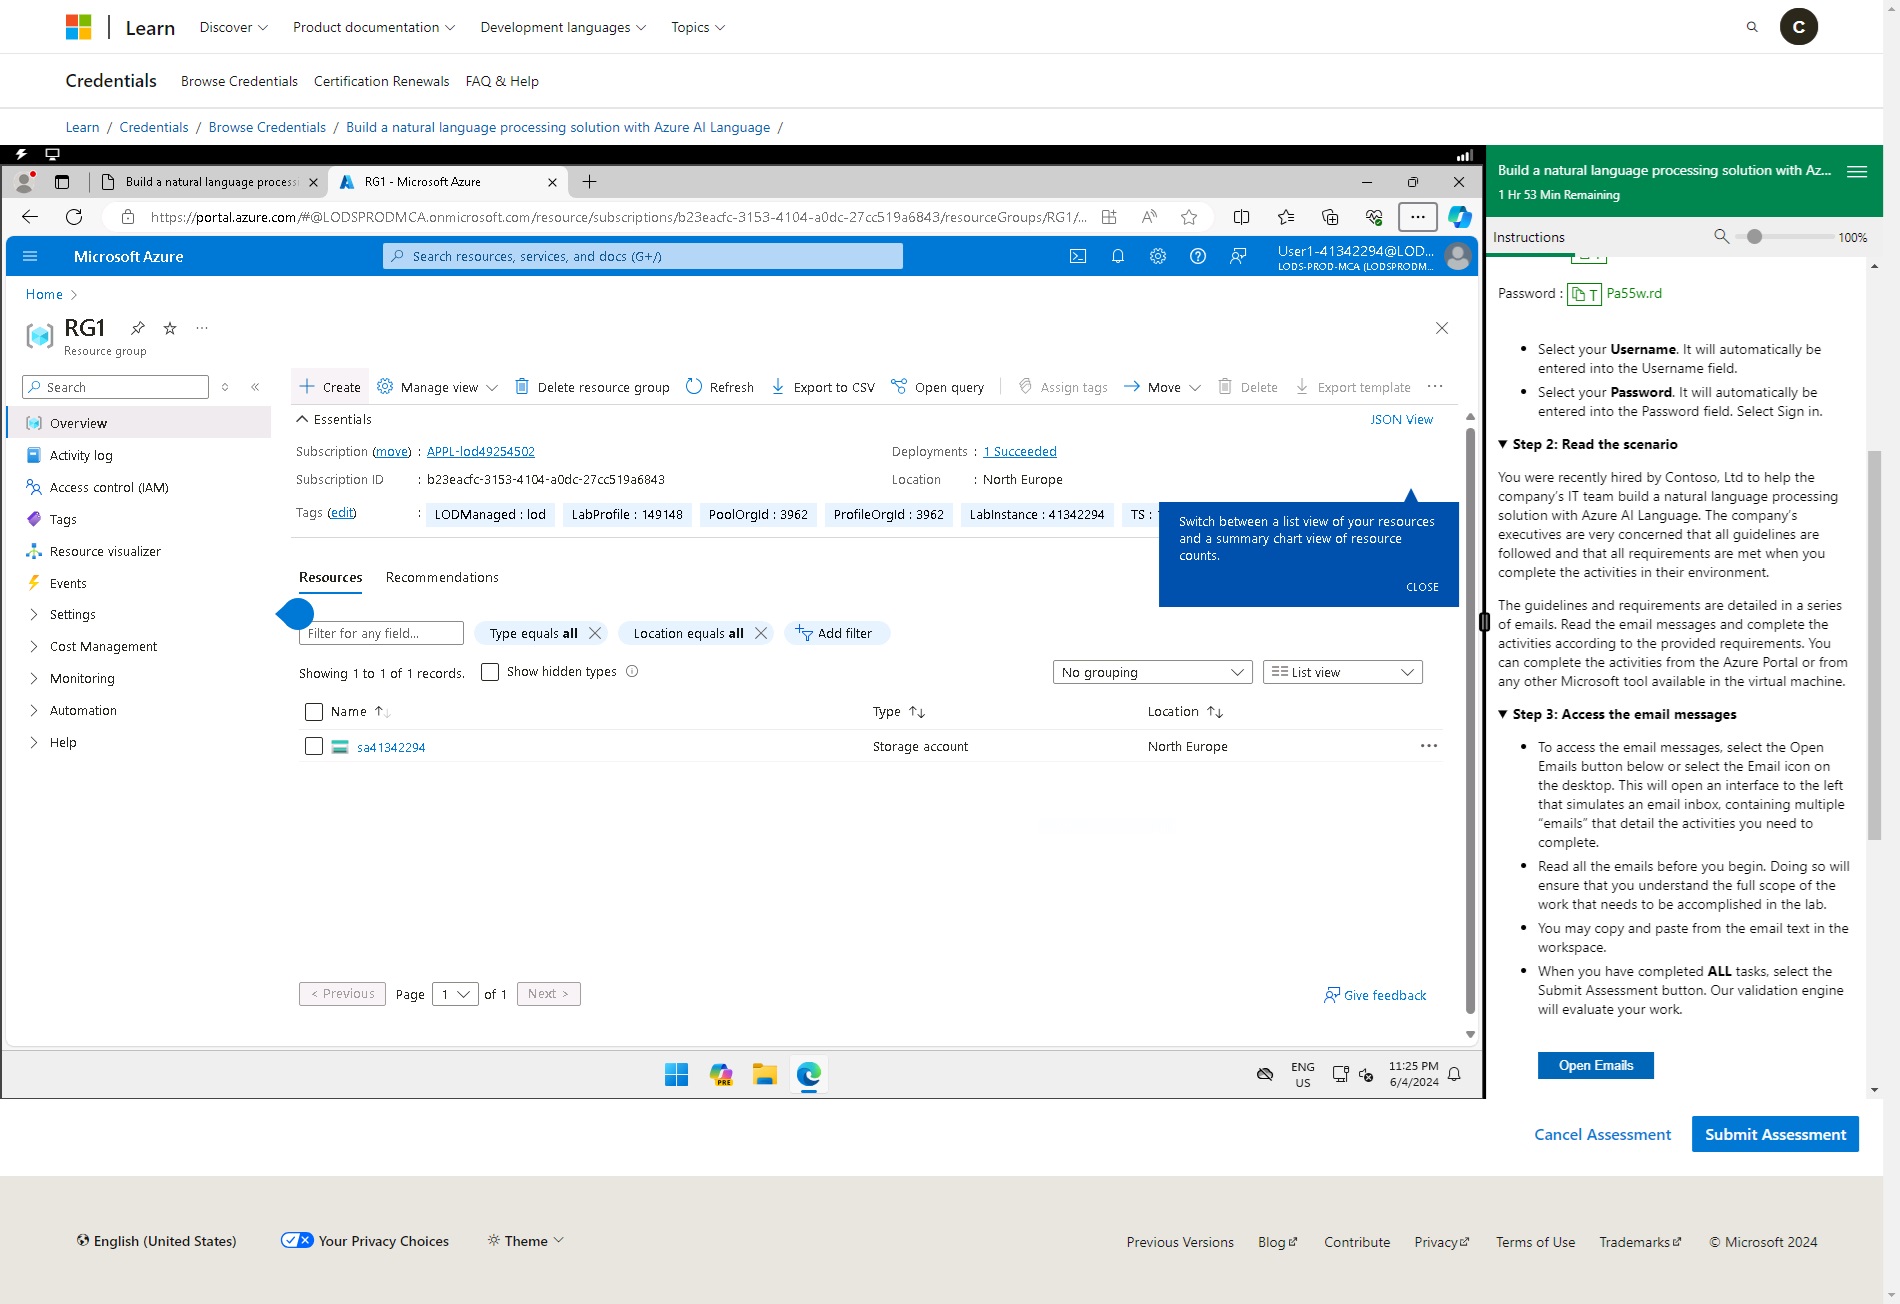 Learn
Discover
Product documentation
Development languages
Topics
C
Credentials
Browse Credentials
Certification Renewals
FAQ & Help
Learn / Credentials / Browse Credentials / Build a natural language processing solution with Azure AI Language /
Build a natural language processi
RG1 - Microsoft Azure
https://portal.azure.com/#@LODSPRODMCA.onmicrosoft.com/resource/subscriptions/b23eacfc-3153-4104-a0dc-27cc519a6843/resourceGroups/RG1/...
Microsoft Azure
Search resources, services, and docs (G+/)
User1-41342294@LOD...
LODS-PROD-MCA (LODSPRODM...
Home
RG1
Resource group
Search
Overview
Activity log
Access control (IAM)
Tags
Resource visualizer
Events
Settings
Cost Management
Monitoring
Automation
Help
Create
Manage view
Delete resource group
Refresh
Export to CSV
Open query
Assign tags
Move
Delete
Export template
Essentials
JSON View
Subscription (move) : APPL-lod49254502
Deployments : 1 Succeeded
Subscription ID : b23eacfc-3153-4104-a0dc-27cc519a6843
Location : North Europe
Tags (edit) : LODManaged : lod LabProfile : 149148 PoolOrgId : 3962 ProfileOrgId : 3962 LabInstance : 41342294 TS :
Switch between a list view of your resources
and a summary chart view of resource
counts.
CLOSE
Resources
Recommendations
Filter for any field...
Type equals all
Location equals all
Add filter
Showing 1 to 1 of 1 records.
Show hidden types
No grouping
List view
Name
Type
Location
sa41342294
Storage account
North Europe
< Previous
Page 1 of 1
Next >
Give feedback
PRE
ENG
US
11:25 PM
6/4/2024
Build a natural language processing solution with Az...
1 Hr 53 Min Remaining
Instructions
100%
Password : T Pa55w.rd
• Select your Username. It will automatically be
entered into the Username field.
• Select your Password. It will automatically be
entered into the Password field. Select Sign in.
▼ Step 2: Read the scenario
You were recently hired by Contoso, Ltd to help the
company's IT team build a natural language processing
solution with Azure AI Language. The company's
executives are very concerned that all guidelines are
followed and that all requirements are met when you
complete the activities in their environment.
The guidelines and requirements are detailed in a series
of emails. Read the email messages and complete the
activities according to the provided requirements. You
can complete the activities from the Azure Portal or from
any other Microsoft tool available in the virtual machine.
▼ Step 3: Access the email messages
• To access the email messages, select the Open
Emails button below or select the Email icon on
the desktop. This will open an interface to the left
that simulates an email inbox, containing multiple
“emails” that detail the activities you need to
complete.
• Read all the emails before you begin. Doing so will
ensure that you understand the full scope of the
work that needs to be accomplished in the lab.
• You may copy and paste from the email text in the
workspace.
• When you have completed ALL tasks, select the
Submit Assessment button. Our validation engine
will evaluate your work.
Open Emails
Cancel Assessment
Submit Assessment
English (United States)
Your Privacy Choices
Theme
Previous Versions
Blog
Contribute
Privacy
Terms of Use
Trademarks
© Microsoft 2024